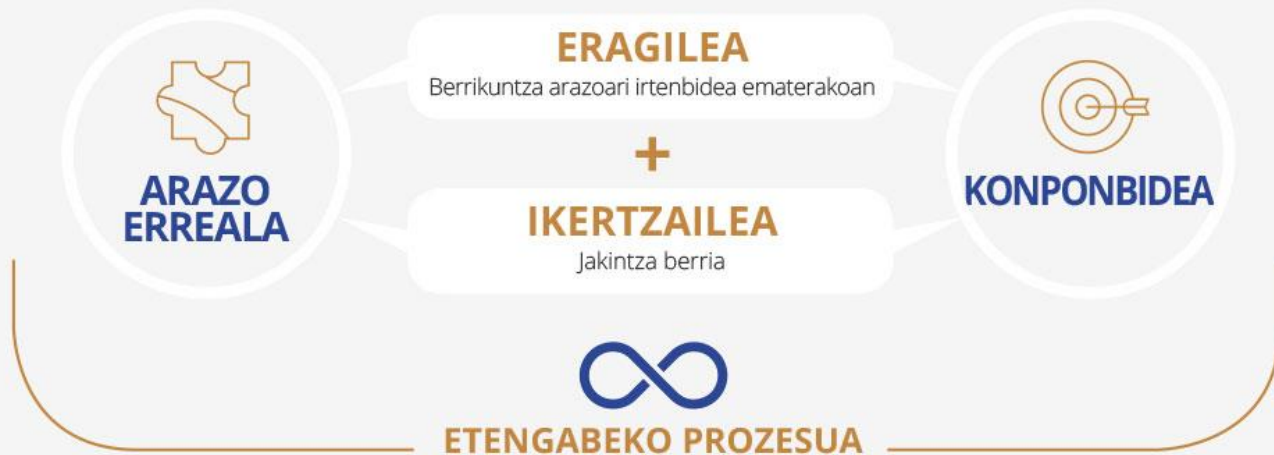 ARAZO
ERREALA
ERAGILEA
Berrikuntza arazoari irtenbidea ematerakoan
+
IKERTZAILEA
Jakintza berria
KONPONBIDEA
ETENGABEKO PROZESUA